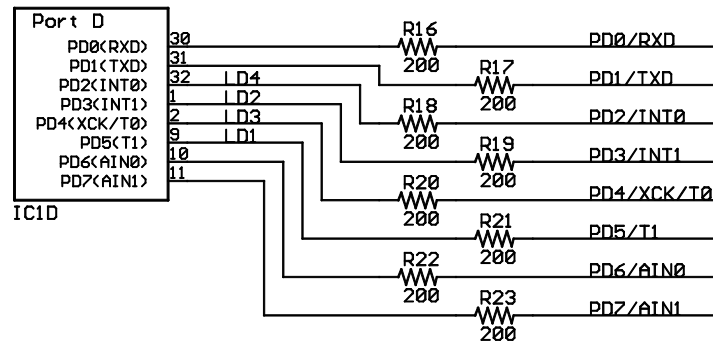 Port D
PD0(RXD) 30 R16 PD0/RXD
200
PD1(TXD) 31 R17 PD1/TXD
200
PD2(INT0) 32 LD4 R18 PD2/INT0
200
PD3(INT1) 1 LD2 R19 PD3/INT1
200
PD4(XCK/T0) 2 LD3 R20 PD4/XCK/T0
200
PD5(T1) 9 LD1 R21 PD5/T1
200
PD6(AIN0) 10 R22 PD6/AIN0
200
PD7(AIN1) 11 R23 PD7/AIN1
200
IC1D